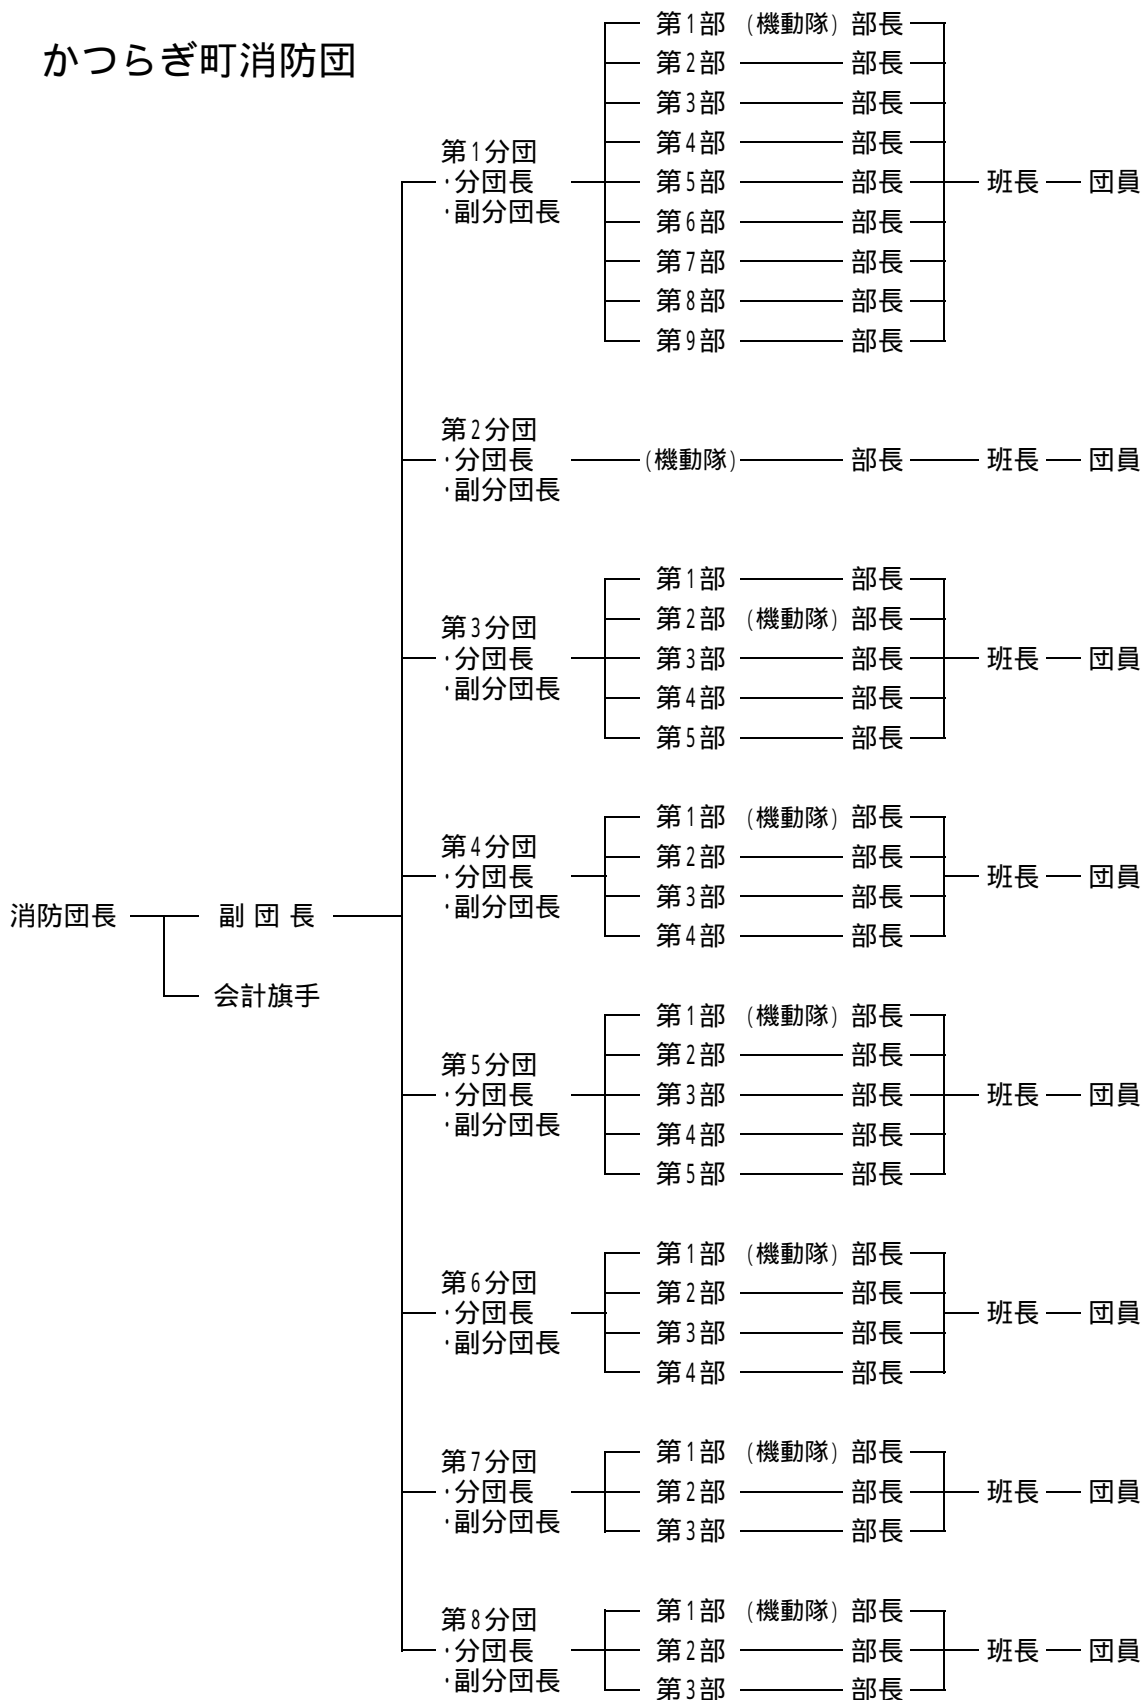 かつらぎ町消防団
消防団長 副団長
会計旗手
第1分団
・分団長
・副分団長
第1部 (機動隊) 部長
第2部 部長
第3部 部長
第4部 部長
第5部 部長 班長 団員
第6部 部長
第7部 部長
第8部 部長
第9部 部長
第2分団
・分団長
・副分団長
(機動隊) 部長 班長 団員
第3分団
・分団長
・副分団長
第1部 部長
第2部 (機動隊) 部長
第3部 部長 班長 団員
第4部 部長
第5部 部長
第4分団
・分団長
・副分団長
第1部 (機動隊) 部長
第2部 部長
班長 団員
第3部 部長
第4部 部長
第5分団
・分団長
・副分団長
第1部 (機動隊) 部長
第2部 部長
第3部 部長 班長 団員
第4部 部長
第5部 部長
第6分団
・分団長
・副分団長
第1部 (機動隊) 部長
第2部 部長
班長 団員
第3部 部長
第4部 部長
第7分団
・分団長
・副分団長
第1部 (機動隊) 部長
第2部 部長 班長 団員
第3部 部長
第8分団
・分団長
・副分団長
第1部 (機動隊) 部長
第2部 部長 班長 団員
第3部 部長